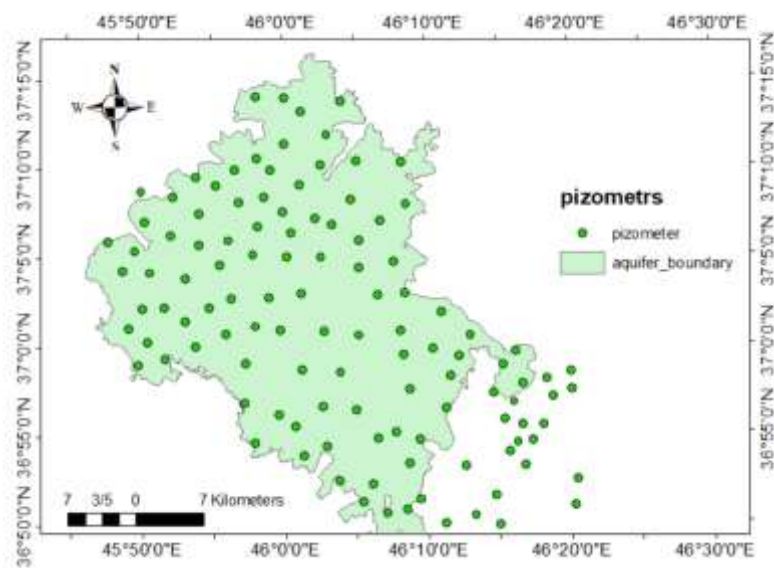 45°50'0"E 46°0'0"E 46°10'0"E 46°20'0"E 46°30'0"E
37°15'0"N 37°15'0"N
N
W E
S
37°10'0"N 37°10'0"N
pizometrs
pizometer
aquifer_boundary
37°5'0"N 37°5'0"N
37°0'0"N 37°0'0"N
36°55'0"N 36°55'0"N
7 3/5 0 7 Kilometers
36°50'0"N 36°50'0"N
45°50'0"E 46°0'0"E 46°10'0"E 46°20'0"E 46°30'0"E